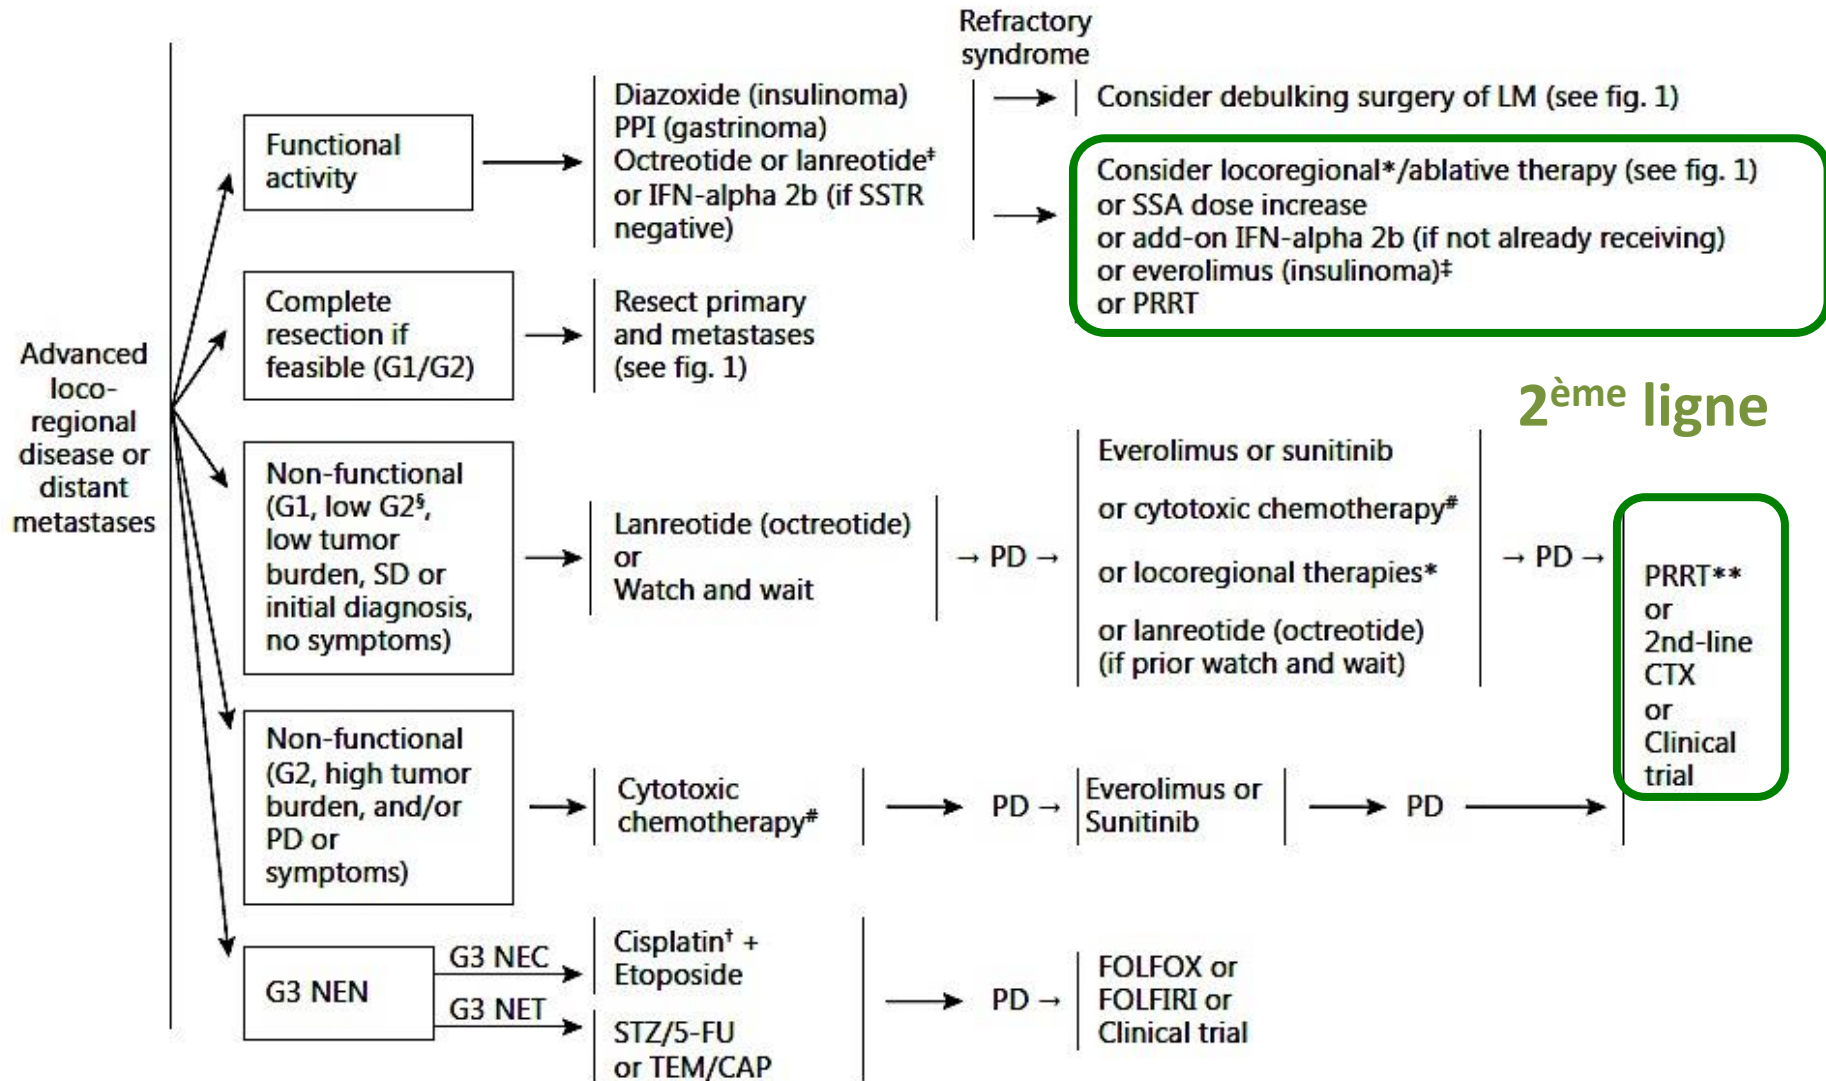 Refractory
syndrome
Advanced
loco-
regional
disease or
distant
metastases
Functional
activity
Diazoxide (insulinoma)
PPI (gastrinoma)
Octreotide or lanreotide‡
or IFN-alpha 2b (if SSTR
negative)
Consider debulking surgery of LM (see fig. 1)
Consider locoregional*/ablative therapy (see fig. 1)
or SSA dose increase
or add-on IFN-alpha 2b (if not already receiving)
or everolimus (insulinoma)‡
or PRRT
Complete
resection if
feasible (G1/G2)
Resect primary
and metastases
(see fig. 1)
2ème ligne
Non-functional
(G1, low G2§,
low tumor
burden, SD or
initial diagnosis,
no symptoms)
Lanreotide (octreotide)
or
Watch and wait
→ PD →
Everolimus or sunitinib
or cytotoxic chemotherapy#
or locoregional therapies*
or lanreotide (octreotide)
(if prior watch and wait)
→ PD →
PRRT**
or
2nd-line
CTX
or
Clinical
trial
Non-functional
(G2, high tumor
burden, and/or
PD or
symptoms)
Cytotoxic
chemotherapy#
PD →
Everolimus or
Sunitinib
PD
G3 NEN
G3 NEC
G3 NET
Cisplatin† +
Etoposide
STZ/5-FU
or TEM/CAP
PD →
FOLFOX or
FOLFIRI or
Clinical trial